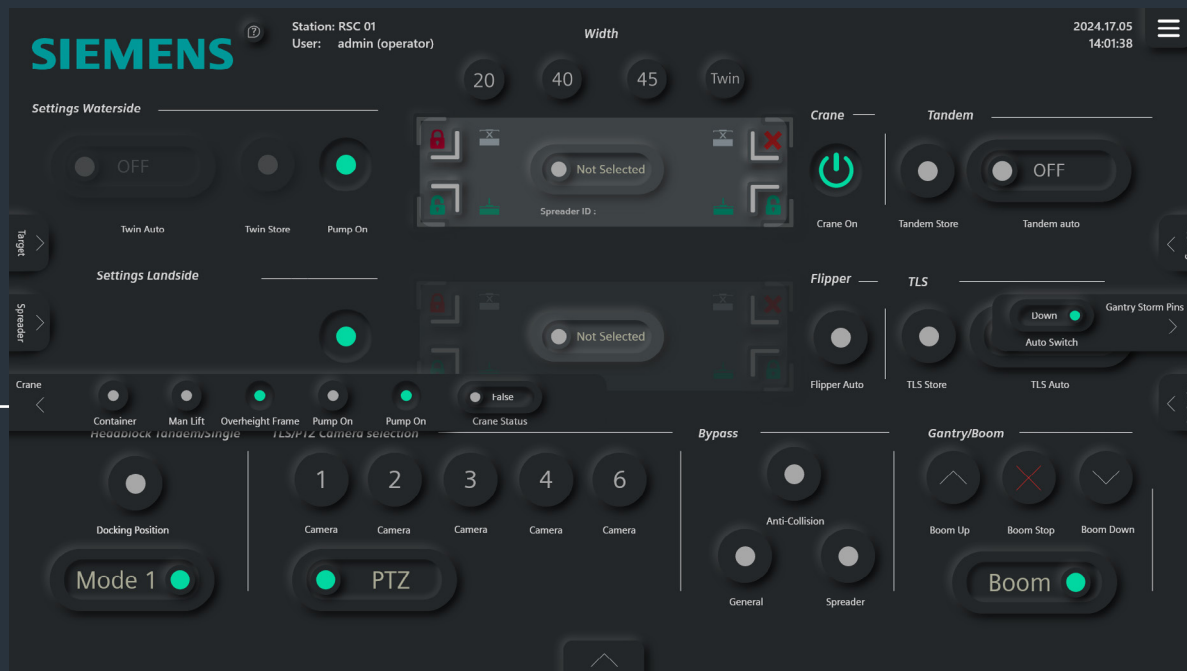 SIEMENS
Station: RSC 01
User: admin (operator)
Width
2024.17.05
14:01:38
20
40
45
Twin
Settings Waterside
Crane
Tandem
OFF
Not Selected
OFF
Spreader ID :
Twin Auto
Twin Store
Pump On
Crane On
Tandem Store
Tandem auto
Target
Settings Landside
Flipper
TLS
Spreader
Not Selected
Down
Gantry Storm Pins
Auto Switch
Flipper Auto
TLS Store
TLS Auto
Crane
False
Container
Man Lift
Overheight Frame
Pump On
Pump On
Crane Status
Headblock Tandem/Single
TLS/PTZ Camera selection
Bypass
Gantry/Boom
1
2
3
4
6
Docking Position
Camera
Camera
Camera
Camera
Camera
Anti-Collision
Boom Up
Boom Stop
Boom Down
Mode 1
PTZ
General
Spreader
Boom